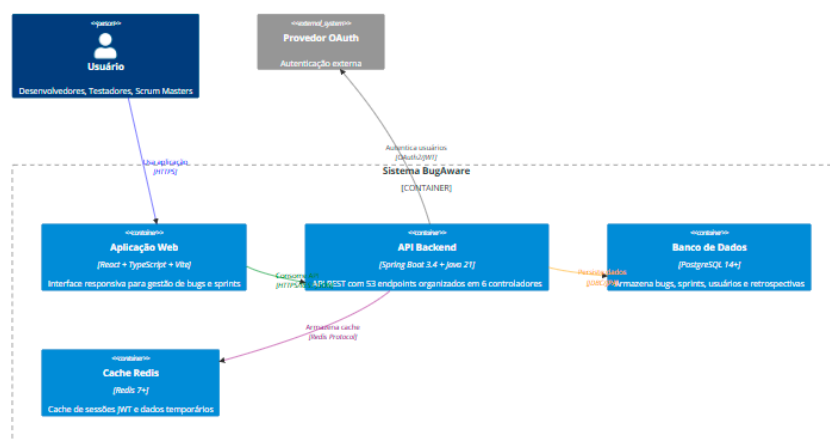 <<person>>
Usuário
Desenvolvedores, Testadores, Scrum Masters
<<external_system>>
Provedor OAuth
Autenticação externa
Usa aplicação
[HTTPS]
Autentica usuários
[OAuth2/JWT]
Sistema BugAware
[CONTAINER]
<<container>>
Aplicação Web
[React + TypeScript + Vite]
Interface responsiva para gestão de bugs e sprints
Consome API
<<container>>
API Backend
[Spring Boot 3.4 + Java 21]
API REST com 53 endpoints organizados em 6 controladores
Persiste dados
<<container>>
Banco de Dados
[PostgreSQL 14+]
Armazena bugs, sprints, usuários e retrospectivas
Armazena cache
[Redis Protocol]
<<container>>
Cache Redis
[Redis 7+]
Cache de sessões JWT e dados temporários